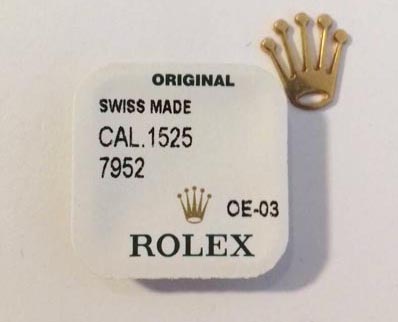 ORIGINAL
SWISS MADE
CAL.1525
7952
OE-03
ROLEX